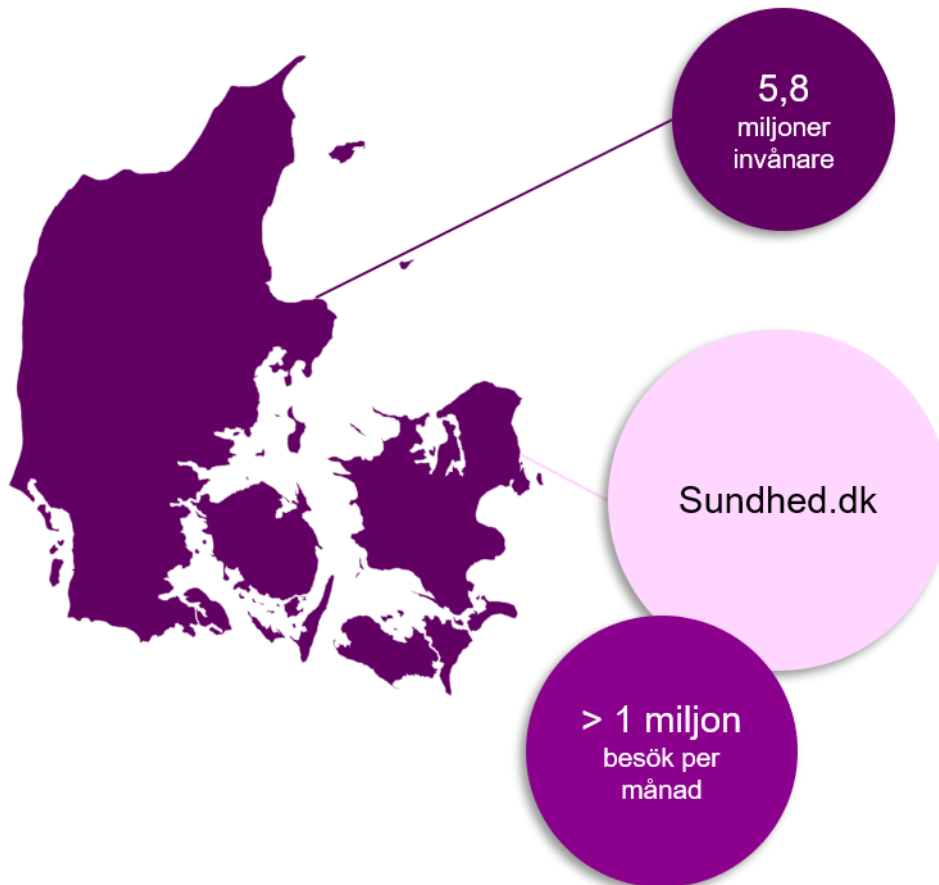 5,8
miljoner
invånare
Sundhed.dk
> 1 miljon
besök per
månad